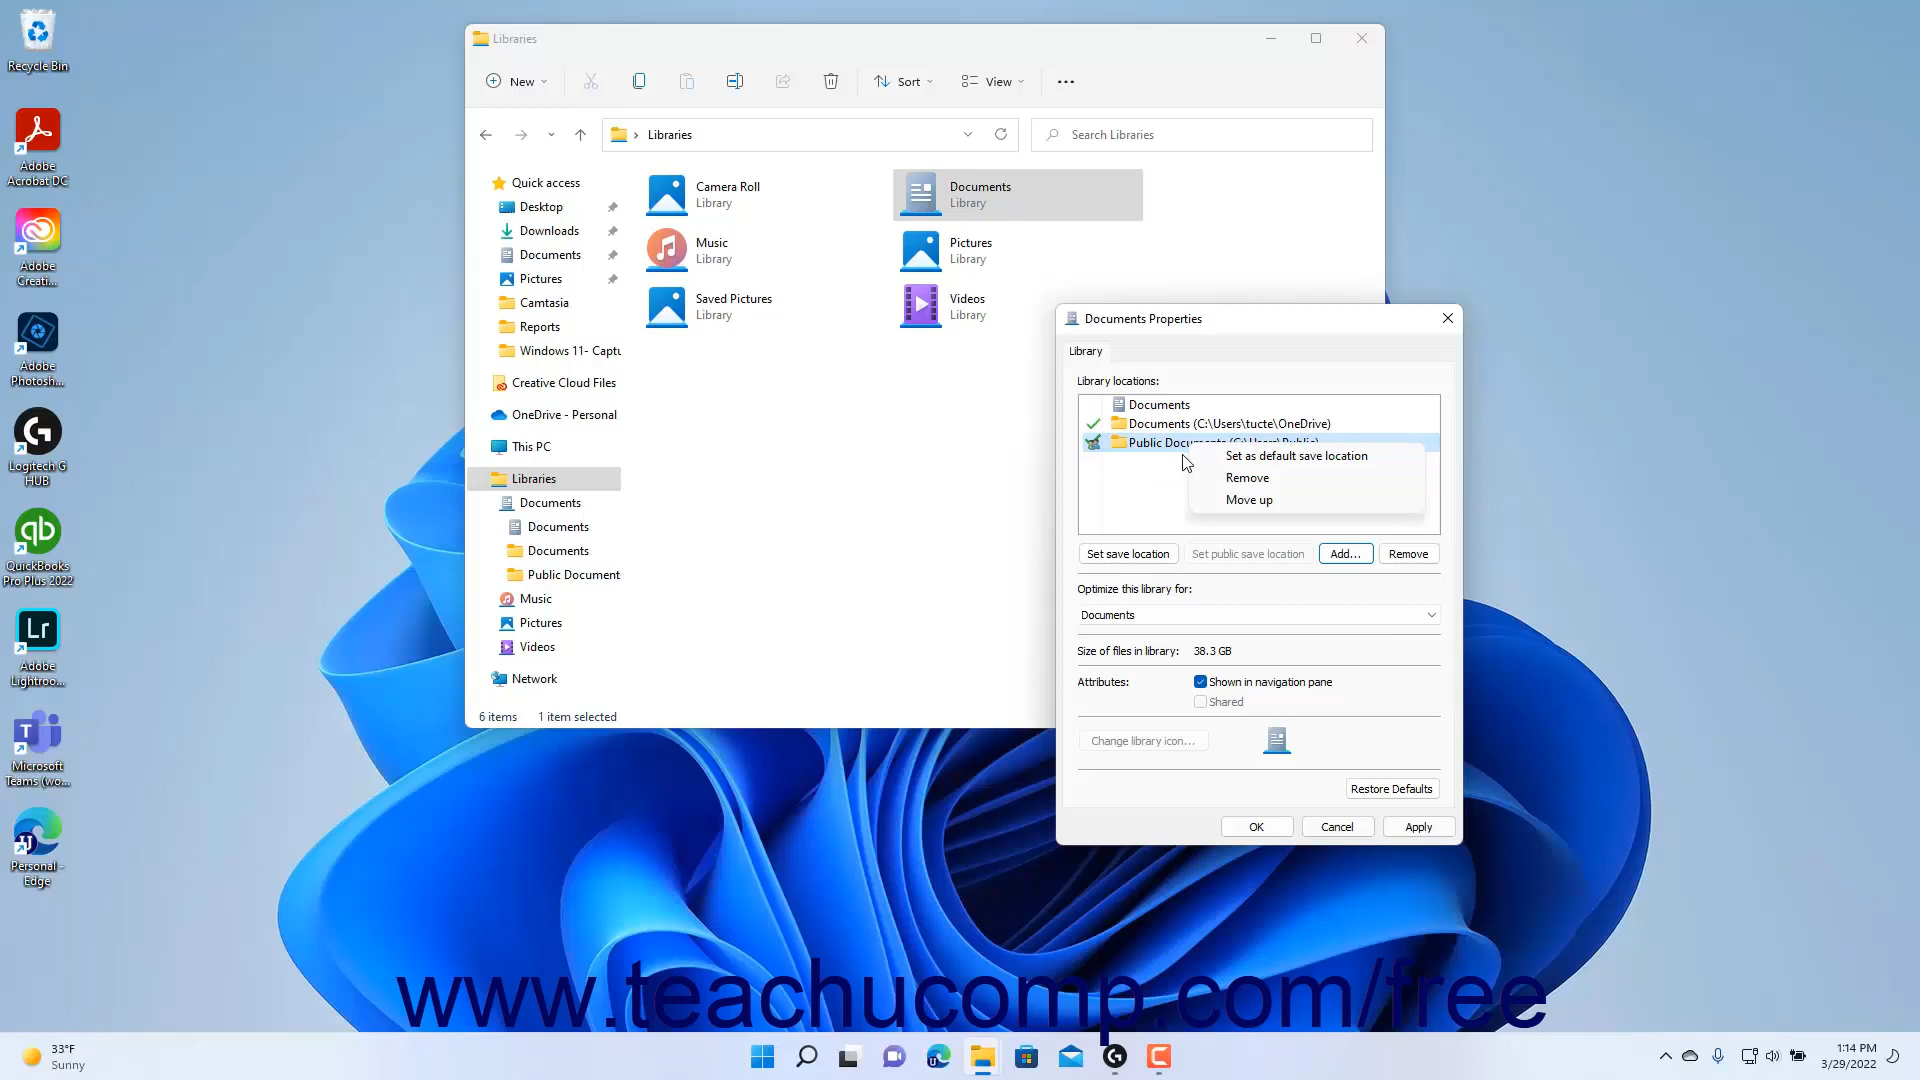 Recycle Bin
Adobe
Acrobat DC
Adobe
Creati...
Adobe
Photosh...
Logitech G
HUB
QuickBooks
Pro Plus 2022
Lr
Adobe
Lightroo...
Microsoft
Teams (wo...
Personal -
Edge
Libraries
New
Sort
View
Libraries
Search Libraries
Quick access
Desktop
Downloads
Documents
Pictures
Camtasia
Reports
Windows 11- Captu
Creative Cloud Files
OneDrive - Personal
This PC
Libraries
Documents
Documents
Documents
Public Document
Music
Pictures
Videos
Network
Camera Roll
Library
Documents
Library
Music
Library
Pictures
Library
Saved Pictures
Library
Videos
Library
6 items
1 item selected
Documents Properties
Library
Library locations:
Documents
Documents (C:\Users\tucte\OneDrive)
Public Documents (C:\Users\Public)
Set as default save location
Remove
Move up
Set save location
Set public save location
Add...
Remove
Optimize this library for:
Documents
Size of files in library: 38.3 GB
Attributes:
Shown in navigation pane
Shared
Change library icon...
Restore Defaults
OK
Cancel
Apply
www.teachucomp.com/free
33°F
Sunny
1:14 PM
3/29/2022